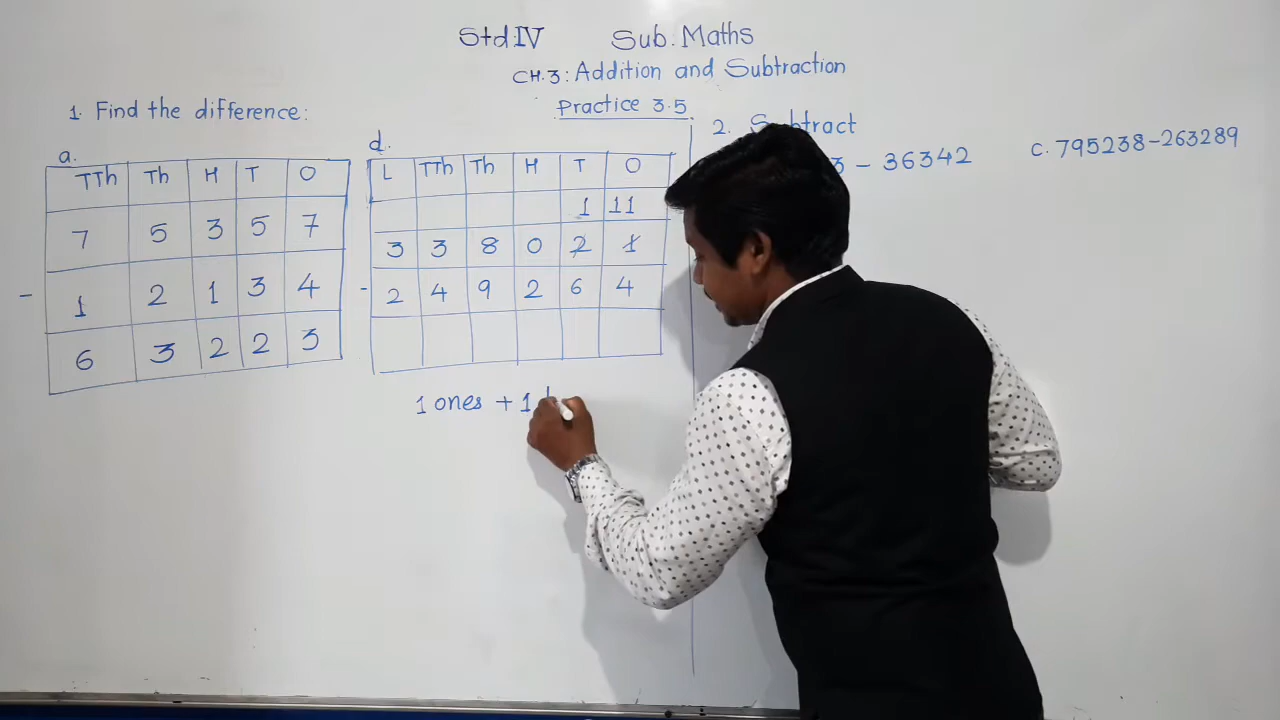 Std IV Sub. Maths
CH.3: Addition and Subtraction
Practice 3.5
1. Find the difference:
a.
TTh Th H T O
7 5 3 5 7
- 1 2 1 3 4
6 3 2 2 3
d.
L TTh Th H T O
1 11
3 3 8 0 2 1
- 2 4 9 2 6 4
1 ones + 1
2. Subtract
3 - 36342
c. 795238-263289